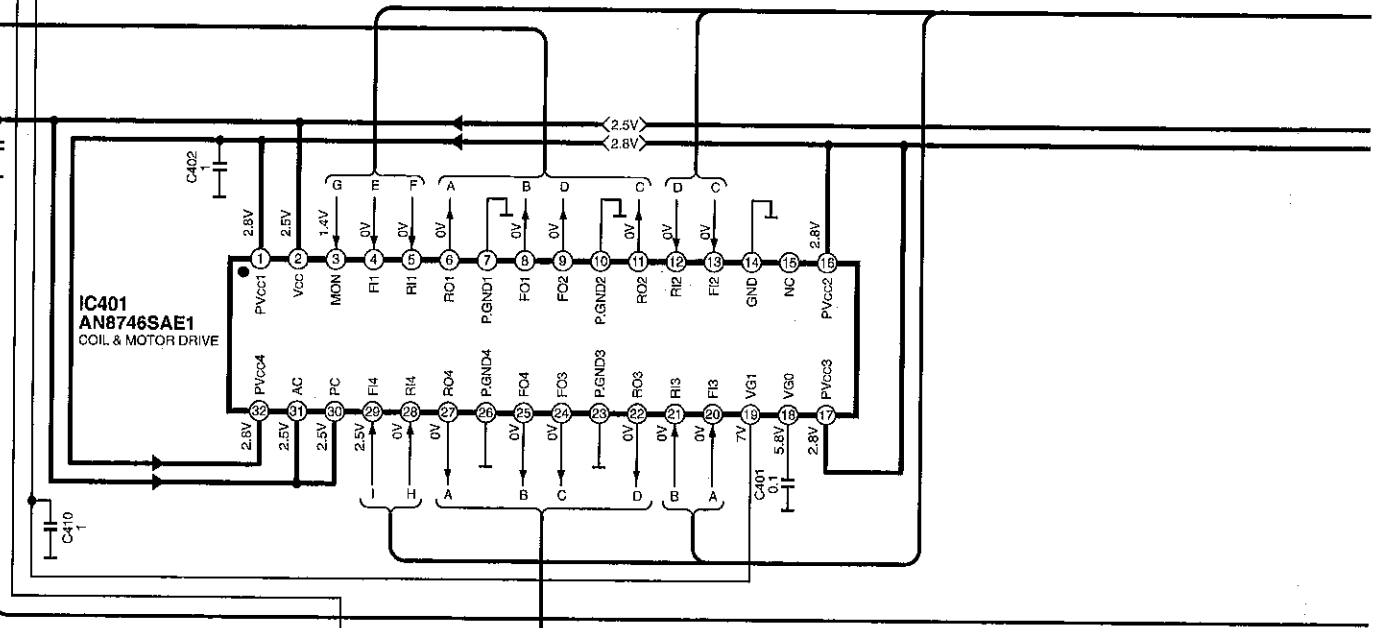 2.5V
2.8V
C402
1
G E F A B D C D C
2.8V 2.5V 1.4V 0V 0V 0V 0V 0V 0V 0V 0V 2.8V
1 2 3 4 5 6 7 8 9 10 11 12 13 14 15 16
PVcc1 Vcc MON FI1 RI1 RO1 P.GND1 FO1 FO2 P.GND2 RO2 RI2 FI2 GND NC PVcc2
IC401
AN8746SAE1
COIL & MOTOR DRIVE
PVcc4 AC PC FI4 RI4 RO4 P.GND4 FO4 FO3 P.GND3 RO3 RI3 FI3 VG1 VG0 PVcc3
32 31 30 29 28 27 26 25 24 23 22 21 20 19 18 17
2.8V 2.5V 2.5V 2.5V 0V 0V 0V 0V 0V 0V 0V 7V 5.8V 2.8V
I H A B C D B A
C401
0.1
C410
1